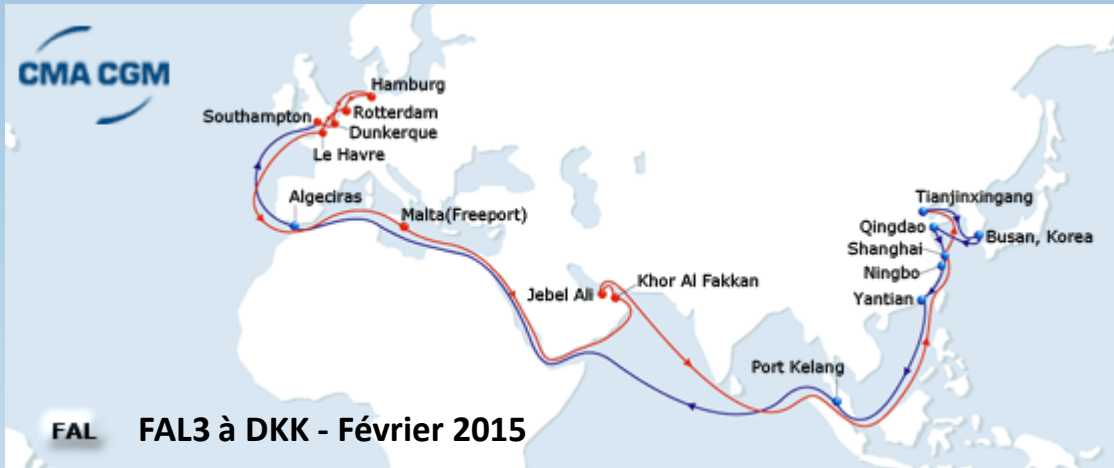 CMA CGM
Hamburg
Southampton
Rotterdam
Dunkerque
Le Havre
Algeciras
Malta(Freeport)
Tianjinxingang
Qingdao
Busan, Korea
Shanghai
Ningbo
Jebel Ali
Khor Al Fakkan
Yantian
Port Kelang
FAL
FAL3 à DKK - Février 2015